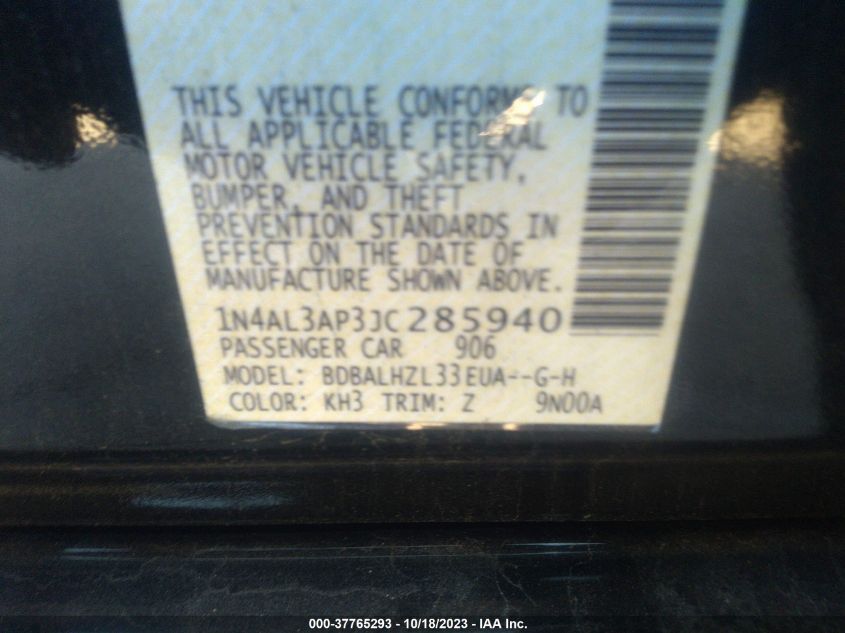 THIS VEHICLE CONFORMS TO
ALL APPLICABLE FEDERAL
MOTOR VEHICLE SAFETY,
BUMPER, AND THEFT
PREVENTION STANDARDS IN
EFFECT ON THE DATE OF
MANUFACTURE SHOWN ABOVE.
1N4AL3AP3JC285940
PASSENGER CAR 906
MODEL: BDBALHZL33EUA--G-H
COLOR: KH3 TRIM: Z 9N00A
000-37765293 - 10/18/2023 - IAA Inc.